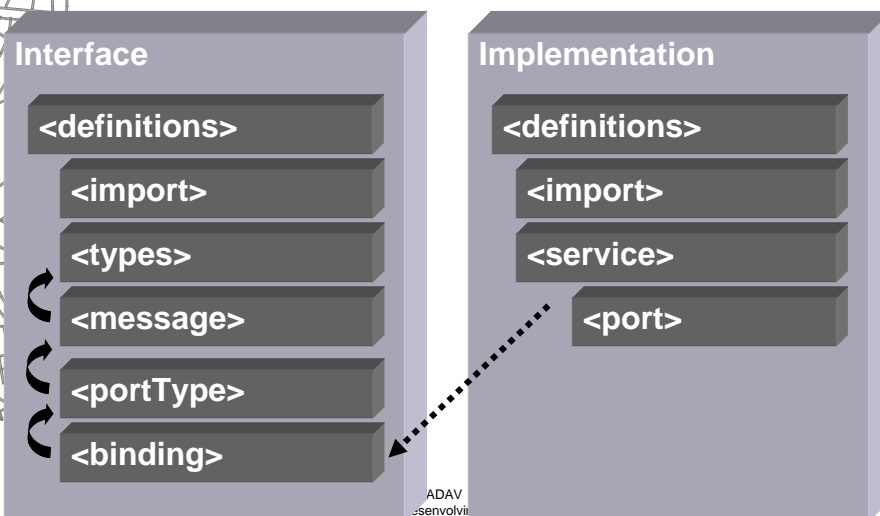 Interface
<definitions>
<import>
<types>
<message>
<portType>
<binding>
Implementation
<definitions>
<import>
<service>
<port>
ADAV